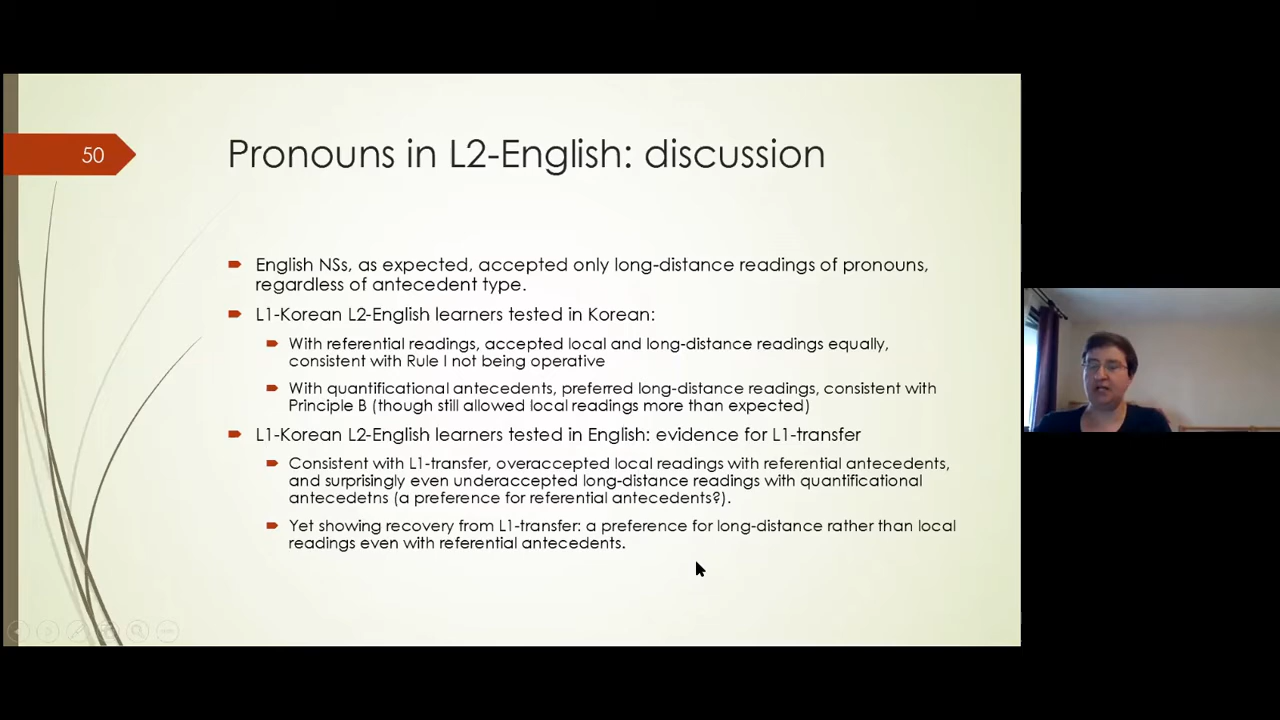 50
Pronouns in L2-English: discussion
English NSs, as expected, accepted only long-distance readings of pronouns,
regardless of antecedent type.
L1-Korean L2-English learners tested in Korean:
With referential readings, accepted local and long-distance readings equally,
consistent with Rule I not being operative
With quantificational antecedents, preferred long-distance readings, consistent with
Principle B (though still allowed local readings more than expected)
L1-Korean L2-English learners tested in English: evidence for L1-transfer
Consistent with L1-transfer, overaccepted local readings with referential antecedents,
and surprisingly even underaccepted long-distance readings with quantificational
antecedetns (a preference for referential antecedents?).
Yet showing recovery from L1-transfer: a preference for long-distance rather than local
readings even with referential antecedents.